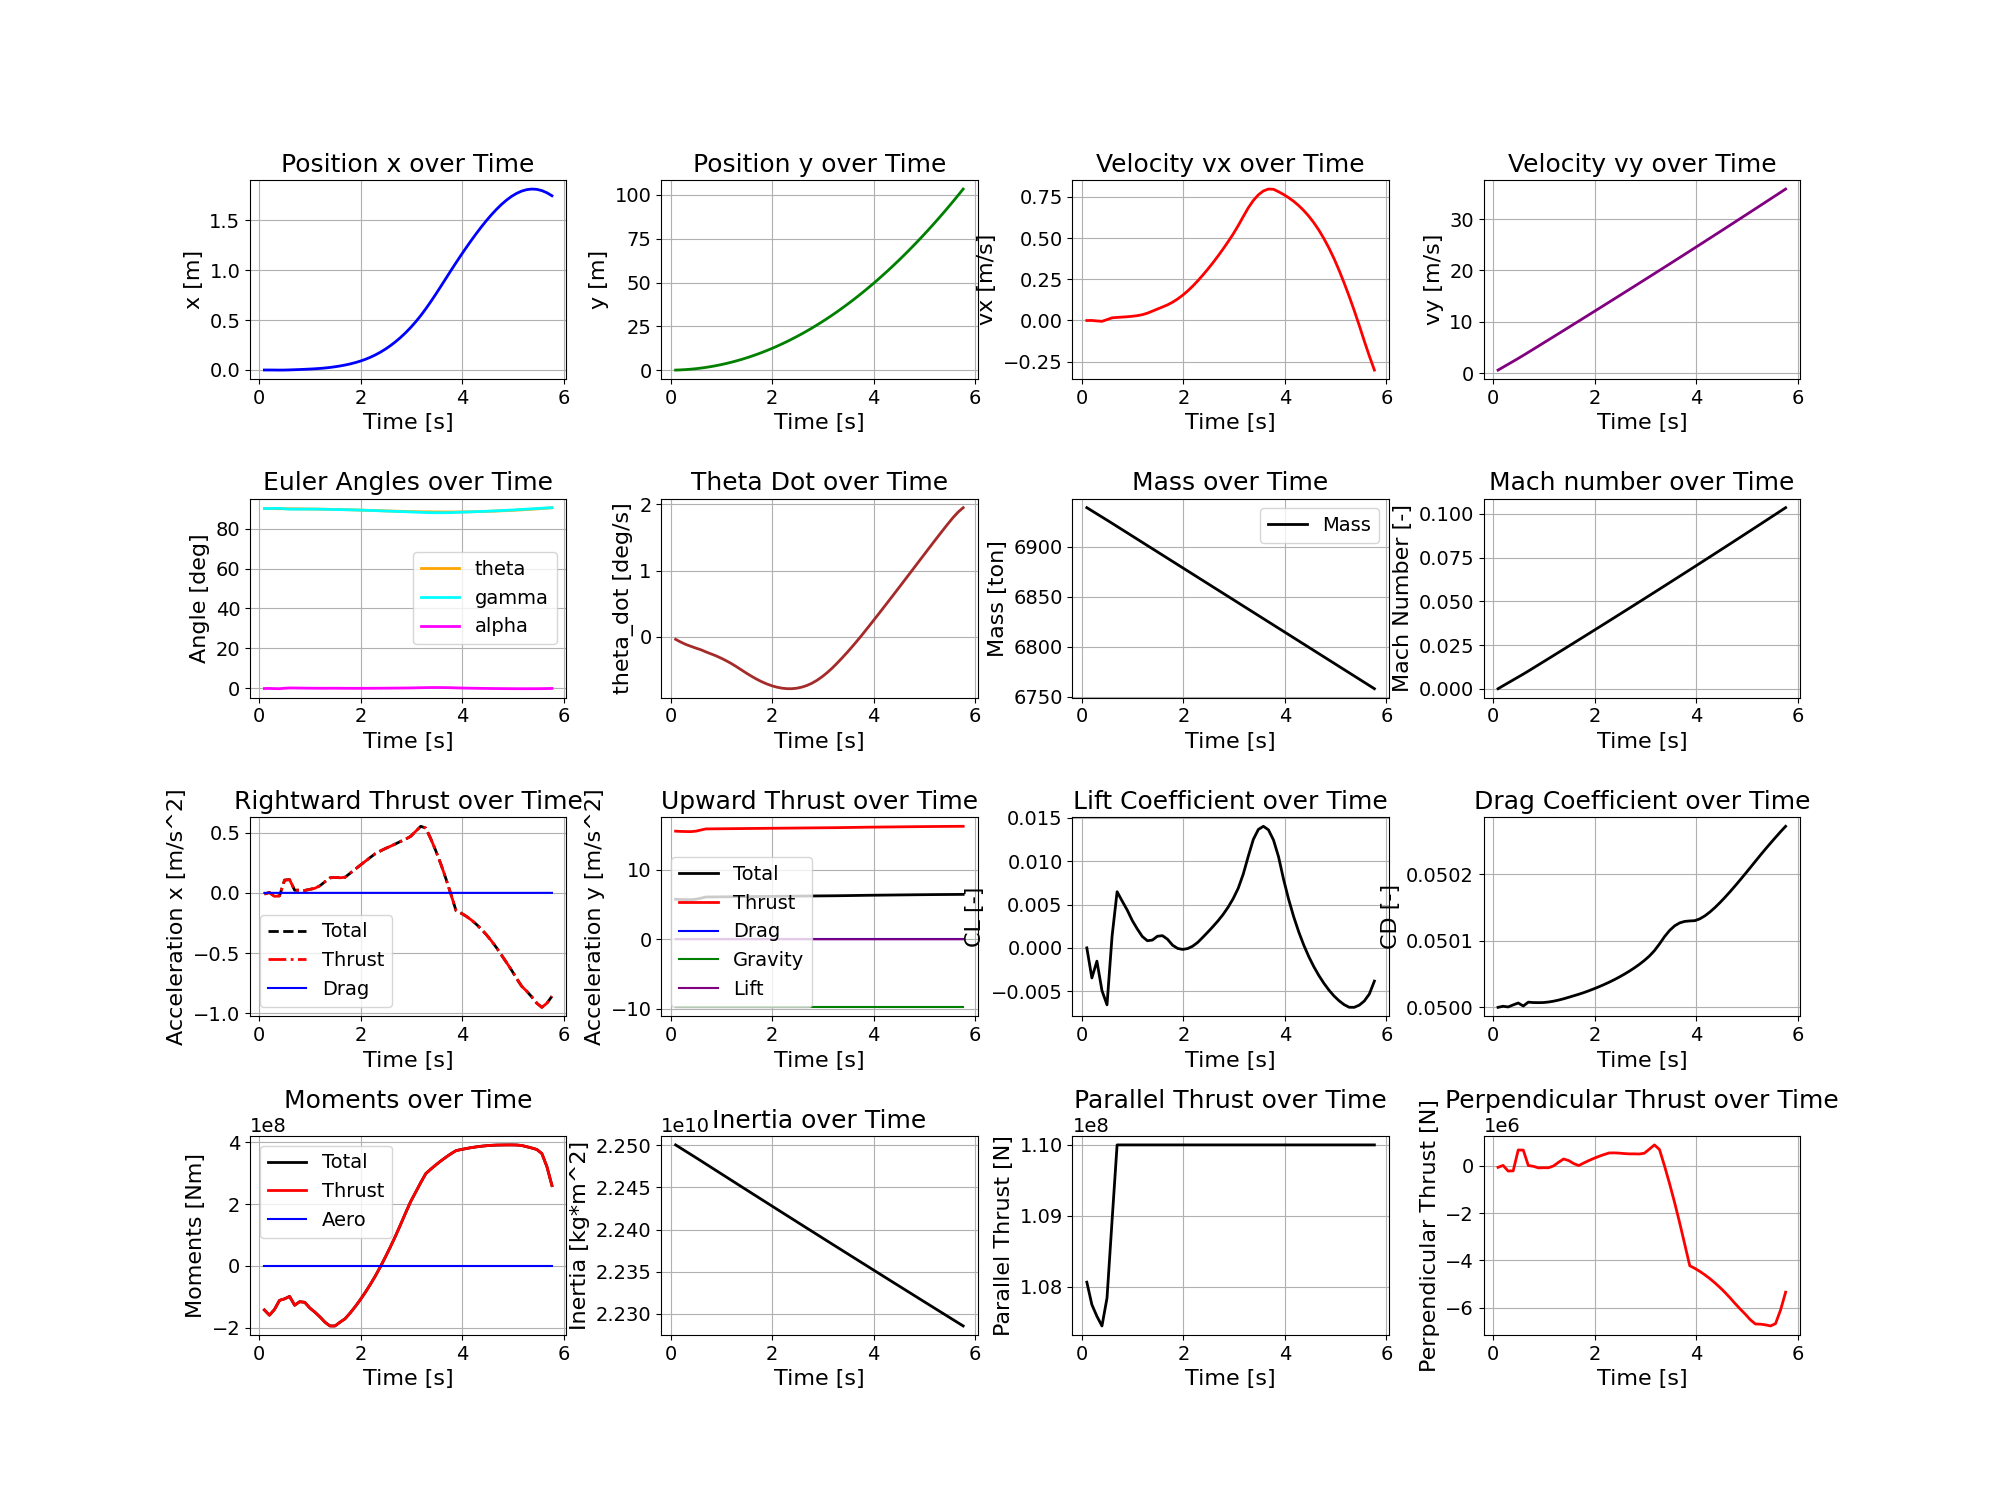 Position x over Time
x [m]
1.5
1.0
0.5
0.0
0 2 4 6
Time [s]
Position y over Time
y [m]
100
75
50
25
0
0 2 4 6
Time [s]
Velocity vx over Time
vx [m/s]
0.75
0.50
0.25
0.00
−0.25
0 2 4 6
Time [s]
Velocity vy over Time
vy [m/s]
30
20
10
0
0 2 4 6
Time [s]
Euler Angles over Time
Angle [deg]
80
60
40
20
0
theta
gamma
alpha
0 2 4 6
Time [s]
Theta Dot over Time
theta_dot [deg/s]
2
1
0
0 2 4 6
Time [s]
Mass over Time
Mass [ton]
6900
6850
6800
6750
Mass
0 2 4 6
Time [s]
Mach number over Time
Mach Number [-]
0.100
0.075
0.050
0.025
0.000
0 2 4 6
Time [s]
Rightward Thrust over Time
Acceleration x [m/s^2]
0.5
0.0
−0.5
−1.0
Total
Thrust
Drag
0 2 4 6
Time [s]
Upward Thrust over Time
Acceleration y [m/s^2]
10
0
−10
Total
Thrust
Drag
Gravity
Lift
0 2 4 6
Time [s]
Lift Coefficient over Time
CL [-]
0.015
0.010
0.005
0.000
−0.005
0 2 4 6
Time [s]
Drag Coefficient over Time
CD [-]
0.0502
0.0501
0.0500
0 2 4 6
Time [s]
Moments over Time
1e8
Moments [Nm]
4
2
0
−2
Total
Thrust
Aero
0 2 4 6
Time [s]
Inertia over Time
1e10
Inertia [kg*m^2]
2.250
2.245
2.240
2.235
2.230
0 2 4 6
Time [s]
Parallel Thrust over Time
1e8
Parallel Thrust [N]
1.10
1.09
1.08
0 2 4 6
Time [s]
Perpendicular Thrust over Time
1e6
Perpendicular Thrust [N]
0
−2
−4
−6
0 2 4 6
Time [s]